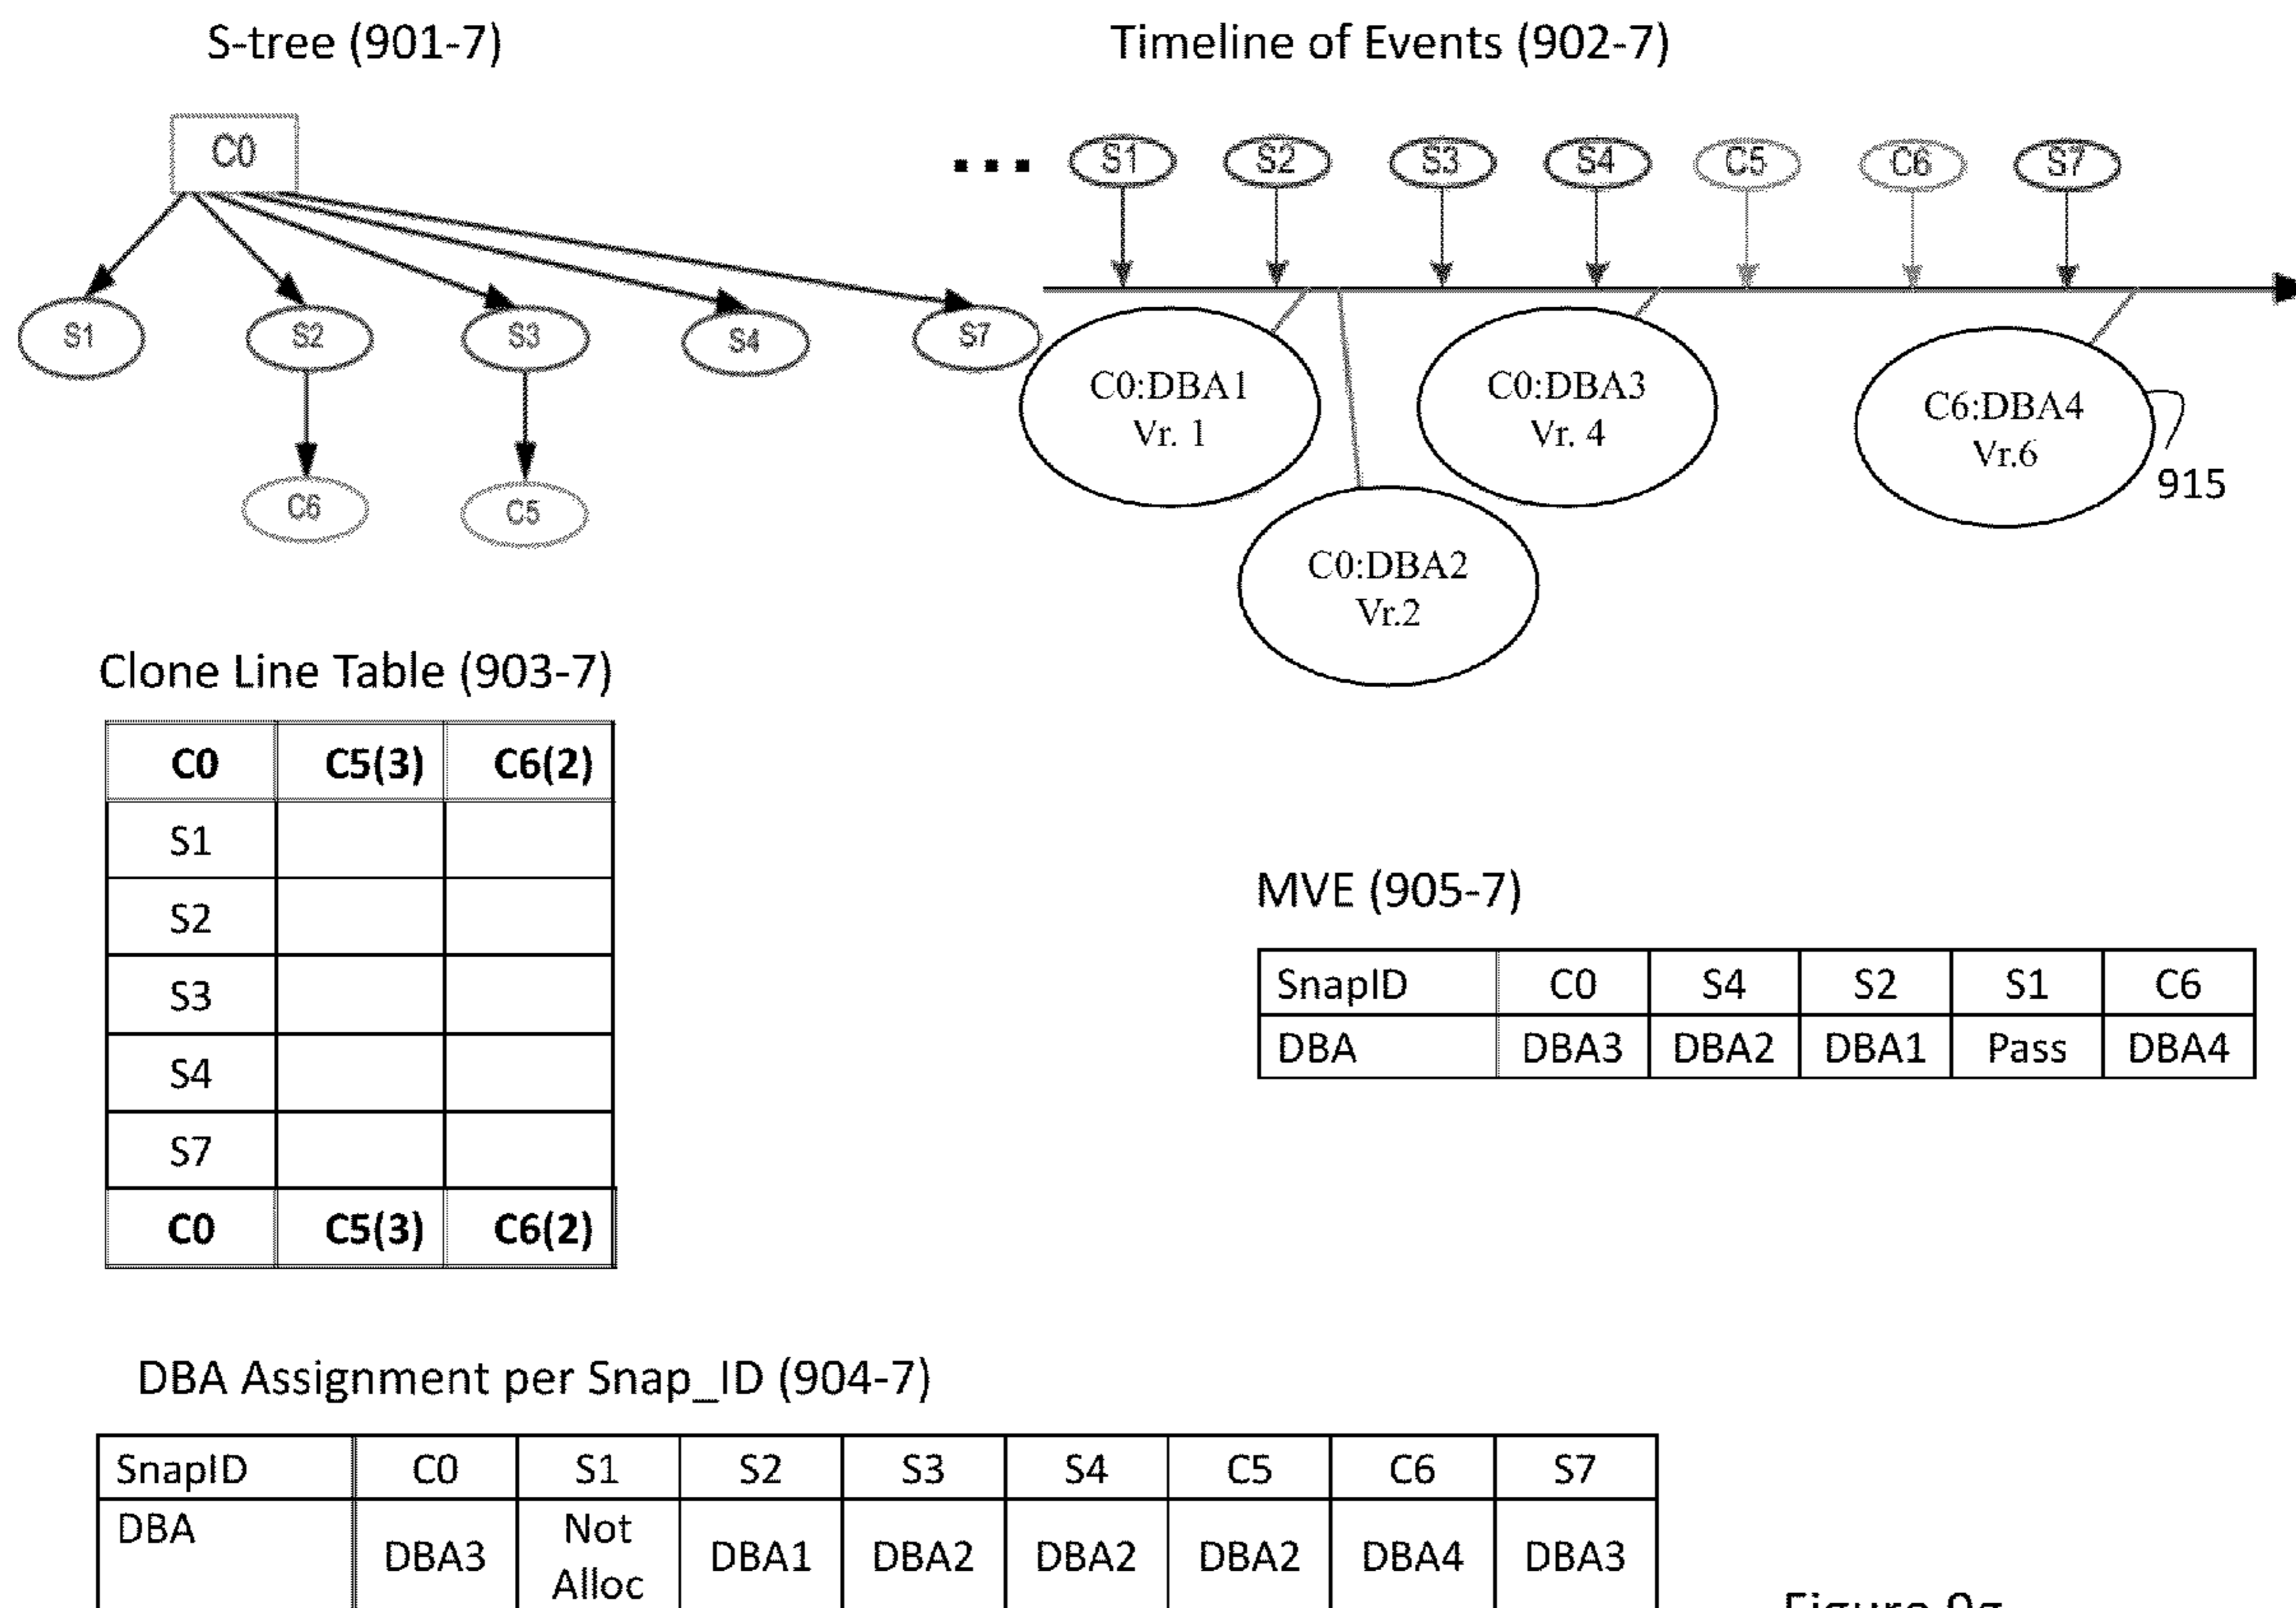 S-tree (901-7)
C0
S1
S2
S3
S4
S7
C6
C5
Timeline of Events (902-7)
...
S1
S2
S3
S4
C5
C6
S7
C0:DBA1
Vr. 1
C0:DBA2
Vr.2
C0:DBA3
Vr. 4
C6:DBA4
Vr.6
915
Clone Line Table (903-7)
C0 C5(3) C6(2)
S1
S2
S3
S4
S7
C0 C5(3) C6(2)
MVE (905-7)
SnapID C0 S4 S2 S1 C6
DBA DBA3 DBA2 DBA1 Pass DBA4
DBA Assignment per Snap_ID (904-7)
SnapID C0 S1 S2 S3 S4 C5 C6 S7
DBA DBA3 Not Alloc DBA1 DBA2 DBA2 DBA2 DBA4 DBA3
Figure